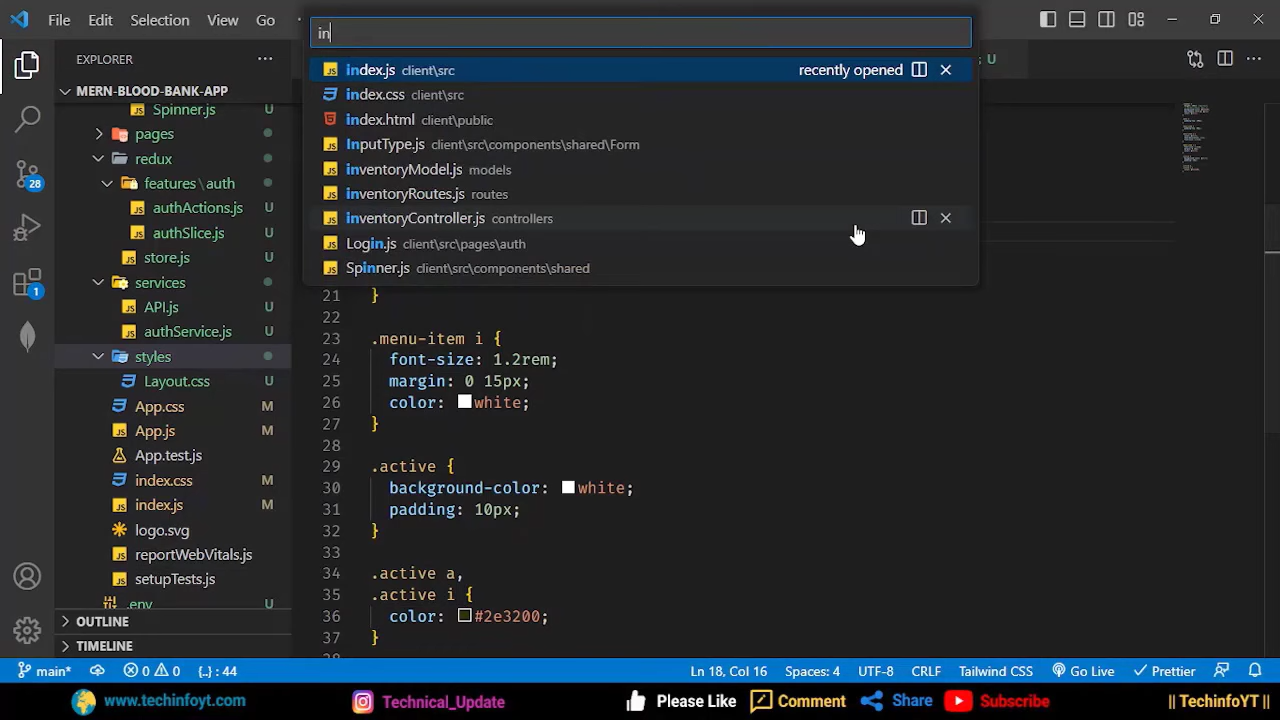 File Edit Selection View Go
in
EXPLORER
MERN-BLOOD-BANK-APP
Spinner.js U
pages
redux
features\auth
authActions.js U
authSlice.js U
store.js U
services
API.js U
authService.js U
styles
Layout.css U
App.css M
App.js M
App.test.js
index.css M
index.js M
logo.svg
reportWebVitals.js
setupTests.js
.env U
OUTLINE
TIMELINE
28
1
index.js client\src recently opened
index.css client\src
index.html client\public
InputType.js client\src\components\shared\Form
inventoryModel.js models
inventoryRoutes.js routes
inventoryController.js controllers
Login.js client\src\pages\auth
Spinner.js client\src\components\shared
U
21 }
22
23 .menu-item i {
24 font-size: 1.2rem;
25 margin: 0 15px;
26 color: white;
27 }
28
29 .active {
30 background-color: white;
31 padding: 10px;
32 }
33
34 .active a,
35 .active i {
36 color: #2e3200;
37 }
main* 0 0 {..} : 44 Ln 18, Col 16 Spaces: 4 UTF-8 CRLF Tailwind CSS Go Live Prettier
www.techinfoyt.com Technical_Update Please Like Comment Share Subscribe || TechinfoYT ||